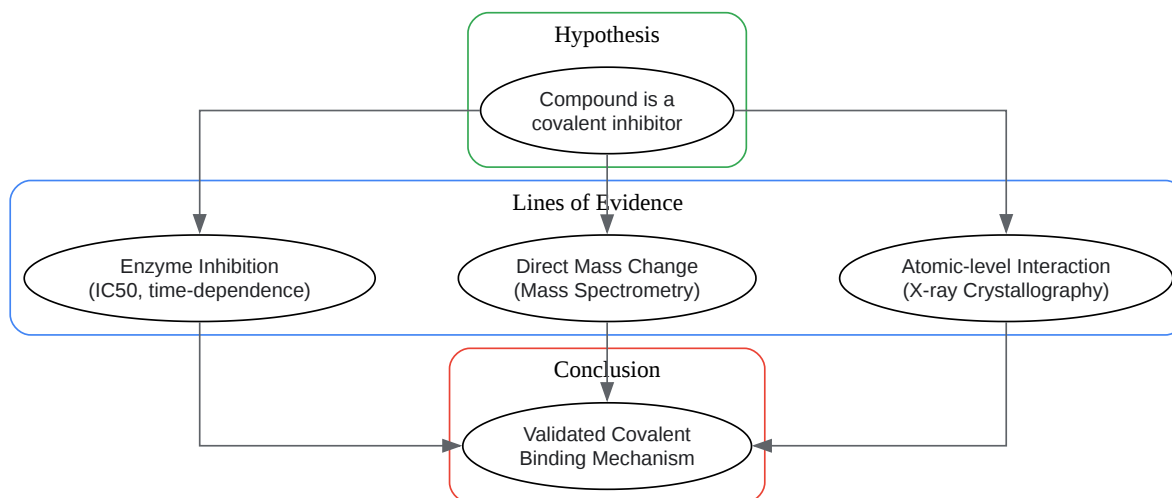 Hypothesis
Compound is a
covalent inhibitor
Lines of Evidence
Enzyme Inhibition
(IC50, time-dependence)
Direct Mass Change
(Mass Spectrometry)
Atomic-level Interaction
(X-ray Crystallography)
Conclusion
Validated Covalent
Binding Mechanism